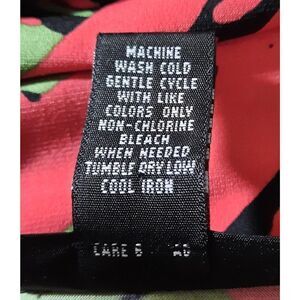 MACHINE
WASH COLD
GENTLE CYCLE
WITH LIKE
COLORS ONLY
NON-CHLORINE
BLEACH
WHEN NEEDED
TUMBLE DRY LOW
COOL IRON
CARE 6